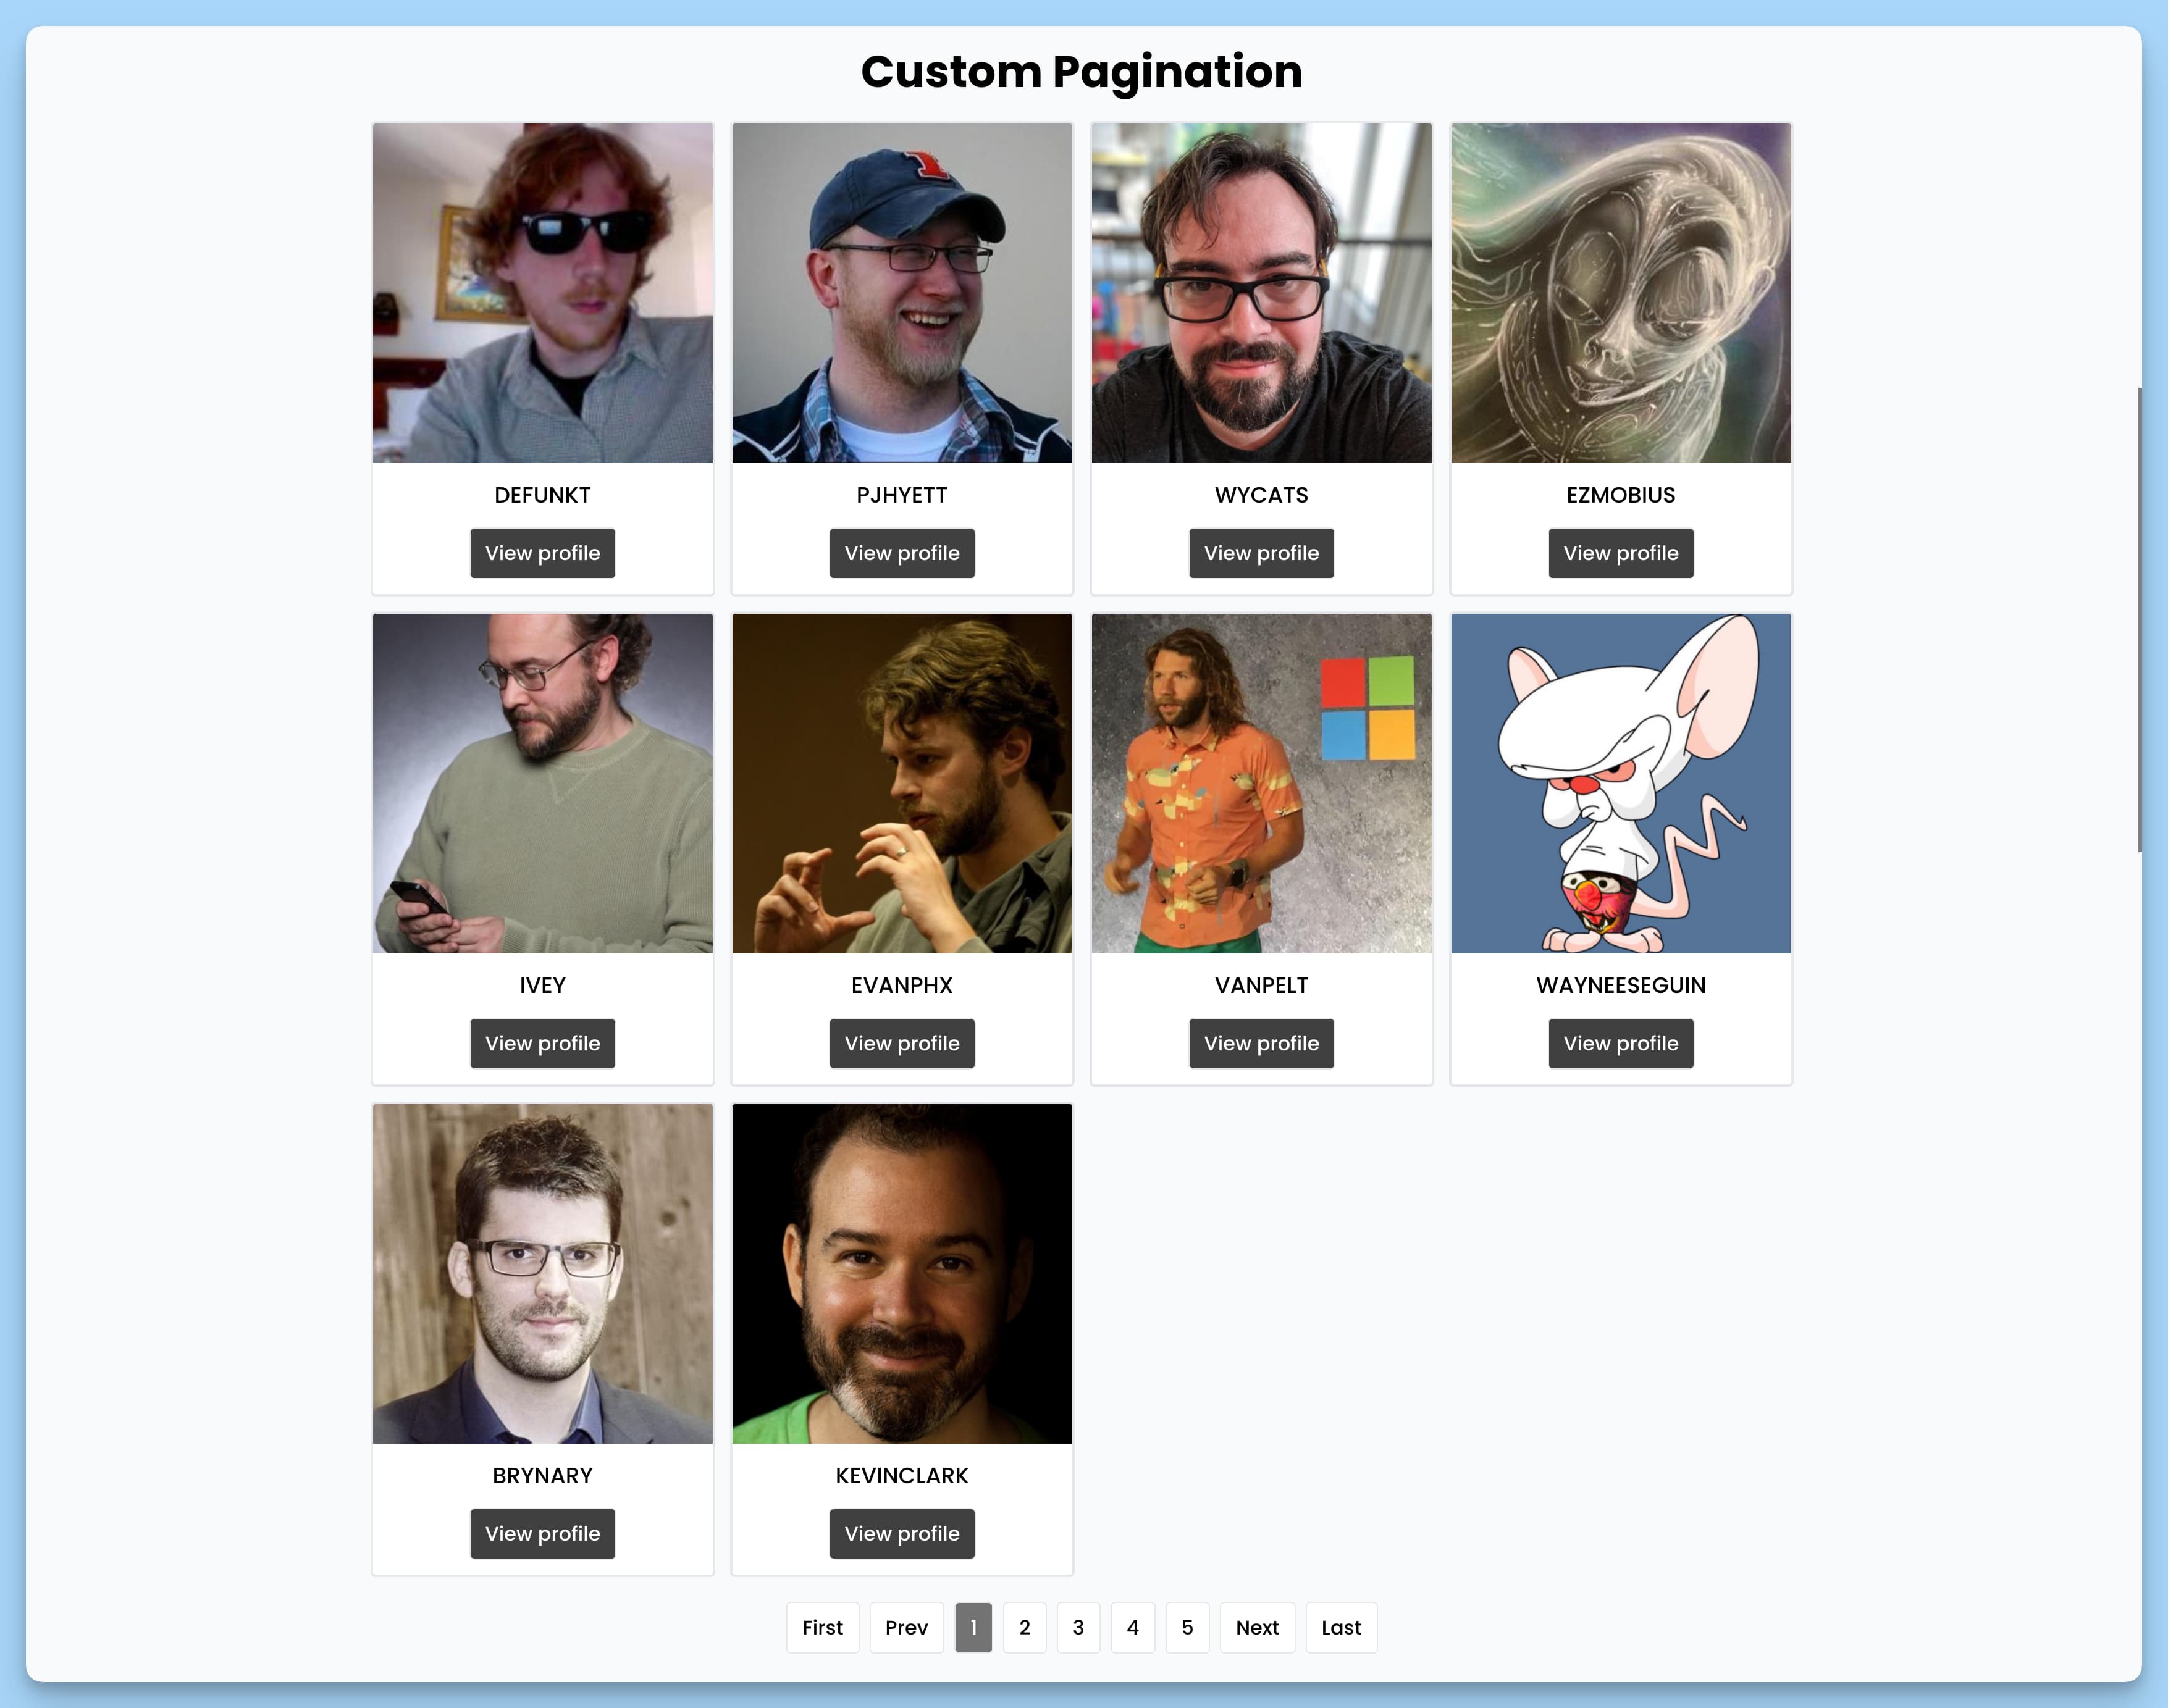 Custom Pagination
DEFUNKT
PJHYETT
WYCATS
EZMOBIUS
View profile
View profile
View profile
View profile
IVEY
EVANPHX
VANPELT
WAYNEESEGUIN
View profile
View profile
View profile
View profile
BRYNARY
KEVINCLARK
View profile
View profile
First Prev 1 2 3 4 5 Next Last